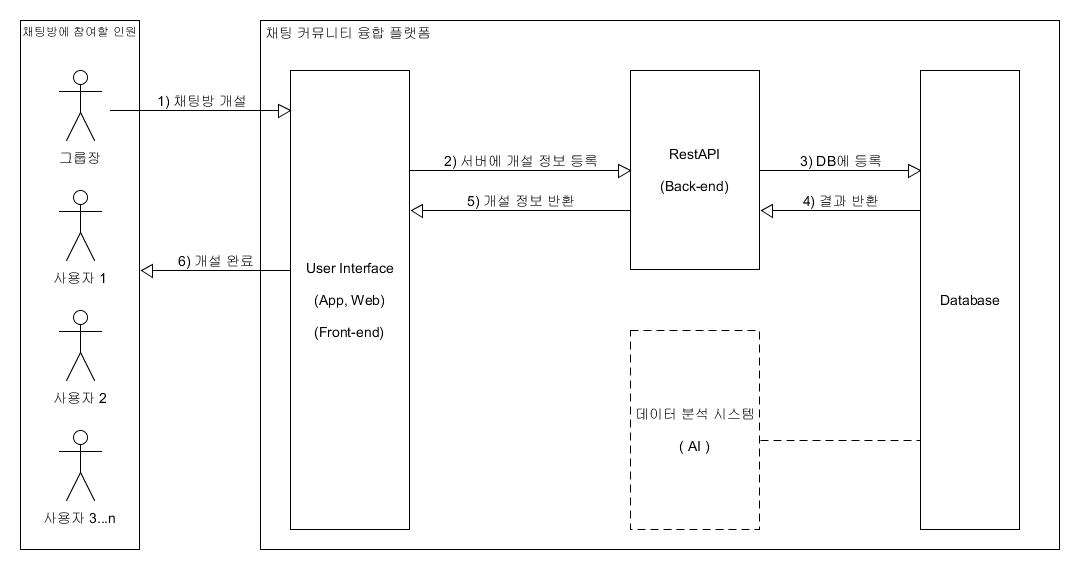 채팅방에 참여할 인원
채팅 커뮤니티 융합 플랫폼
그룹장
1) 채팅방 개설
2) 서버에 개설 정보 등록
RestAPI
(Back-end)
3) DB에 등록
5) 개설 정보 반환
4) 결과 반환
사용자 1
6) 개설 완료
User Interface
(App, Web)
(Front-end)
Database
사용자 2
데이터 분석 시스템
( AI )
사용자 3...n